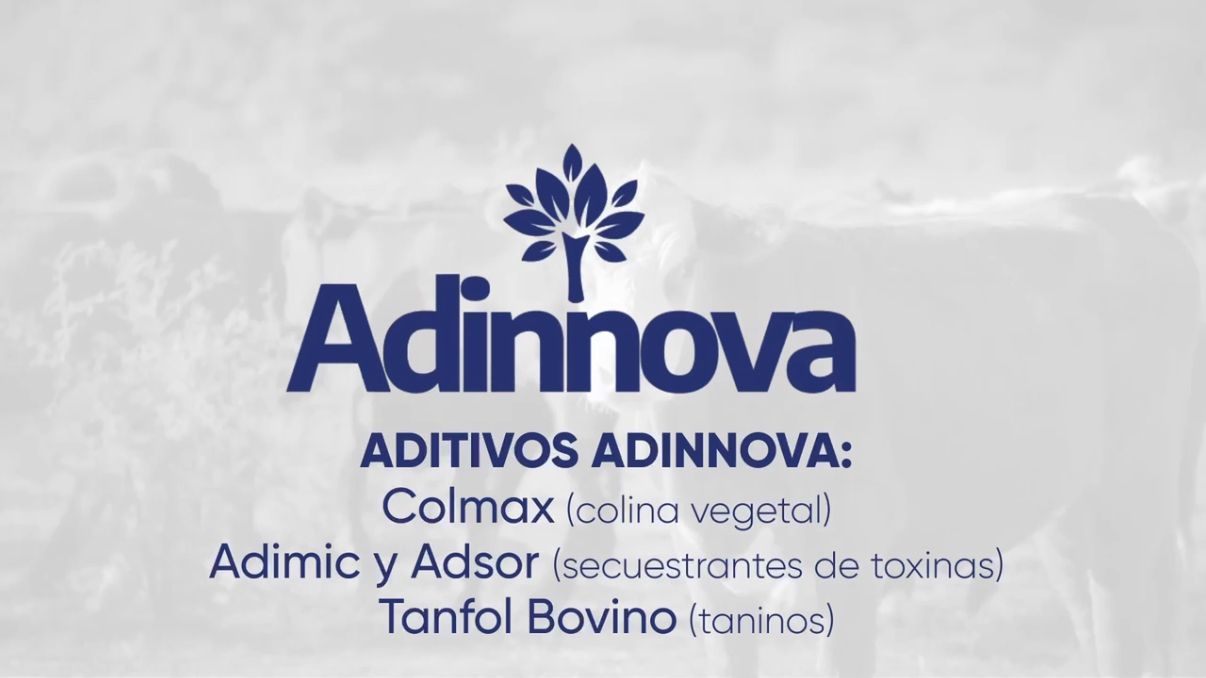 Adinnova
ADITIVOS ADINNOVA:
Colmax (colina vegetal)
Adimic y Adsor (secuestrantes de toxinas)
Tanfol Bovino (taninos)